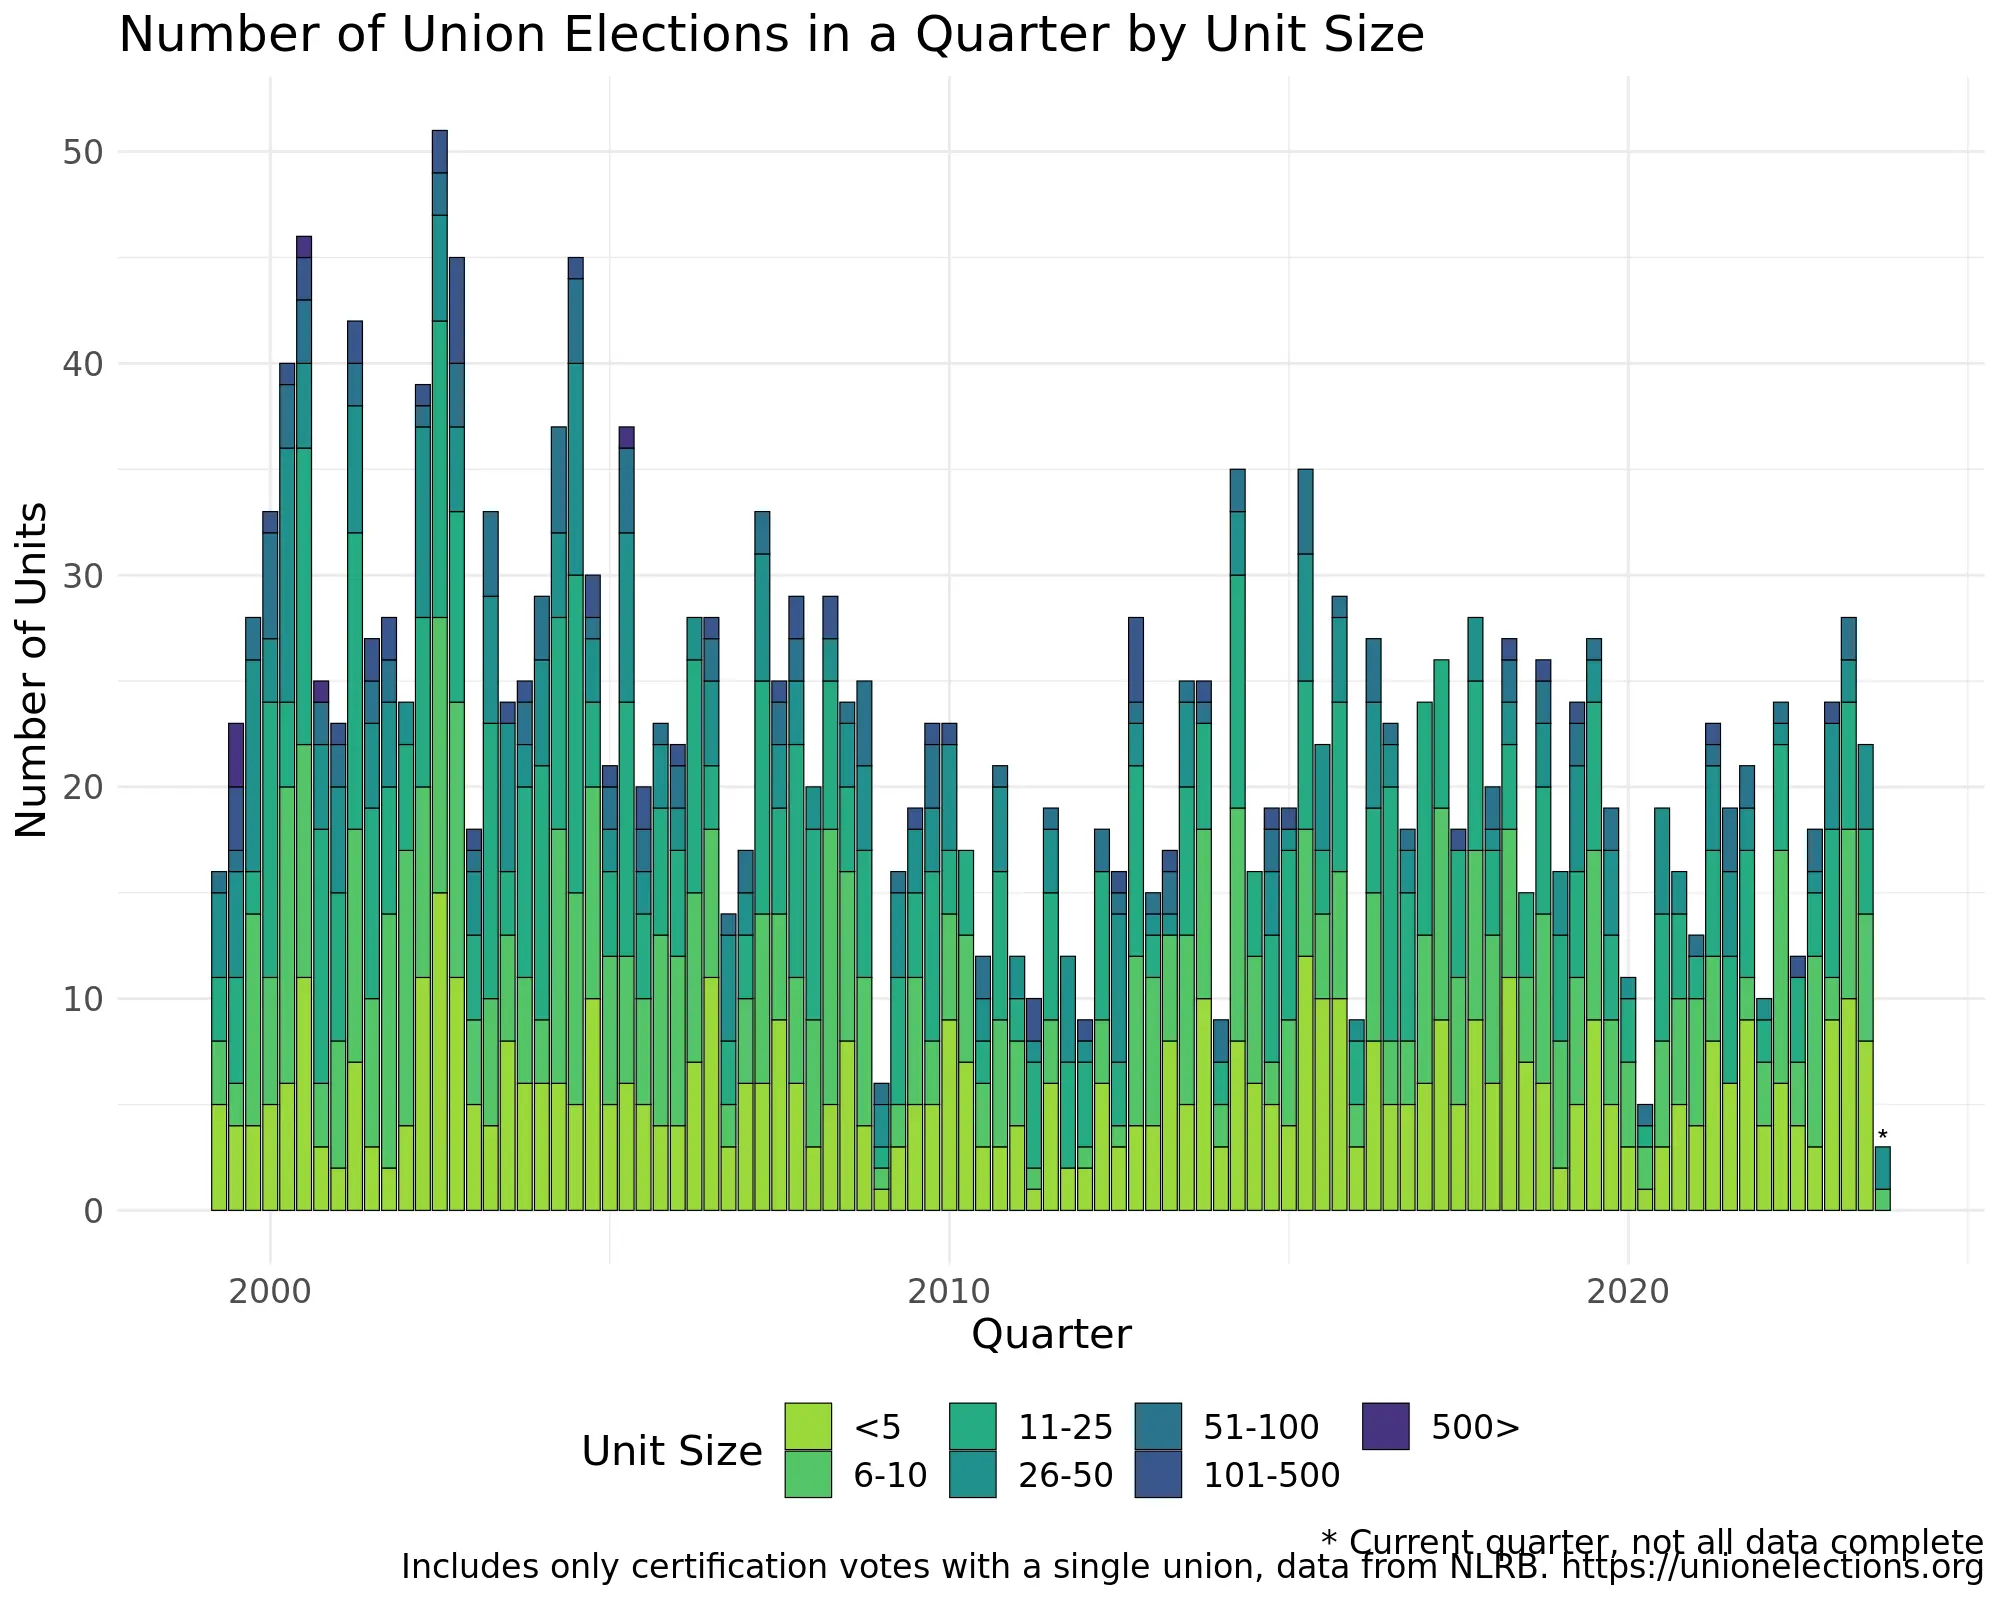 Number of Union Elections in a Quarter by Unit Size
Number of Units
50
40
30
20
10
0
*
2000 2010 2020
Quarter
Unit Size
<5 11-25 51-100 500>
6-10 26-50 101-500
* Current quarter, not all data complete
Includes only certification votes with a single union, data from NLRB. https://unionelections.org